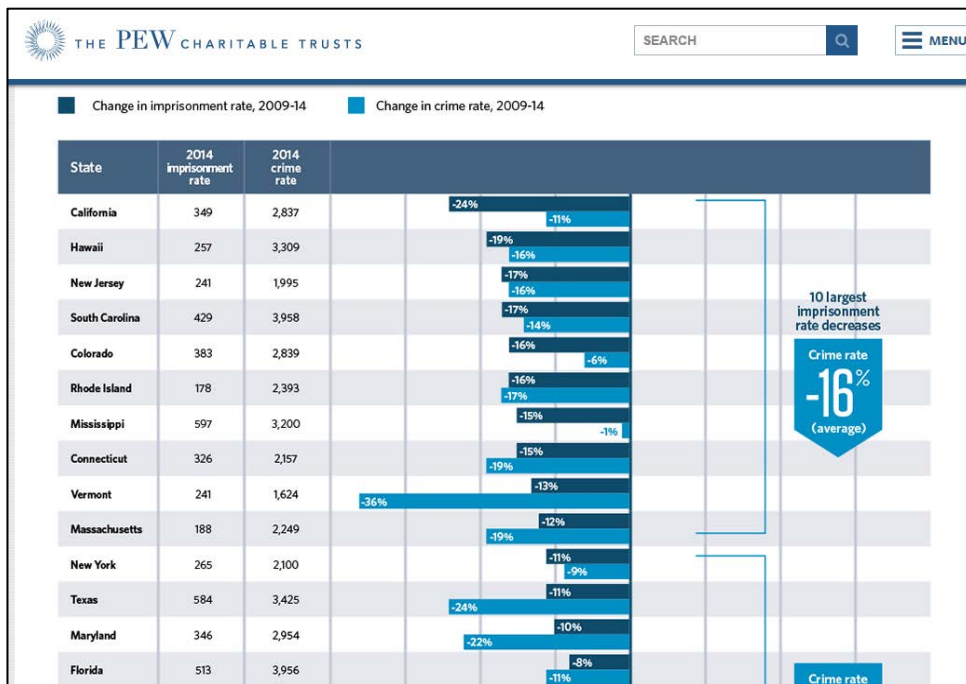 THE PEW CHARITABLE TRUSTS
SEARCH
MENU
Change in imprisonment rate, 2009-14
Change in crime rate, 2009-14
State
2014 imprisonment rate
2014 crime rate
California 349 2,837 -24% -11%
Hawaii 257 3,309 -19% -16%
New Jersey 241 1,995 -17% -16%
South Carolina 429 3,958 -17% -14%
Colorado 383 2,839 -16% -6%
Rhode Island 178 2,393 -16% -17%
Mississippi 597 3,200 -15% -1%
Connecticut 326 2,157 -15% -19%
Vermont 241 1,624 -13% -36%
Massachusetts 188 2,249 -12% -19%
10 largest
imprisonment
rate decreases
Crime rate
-16%
(average)
New York 265 2,100 -11% -9%
Texas 584 3,425 -11% -24%
Maryland 346 2,954 -10% -22%
Florida 513 3,956 -8% -11%
Crime rate